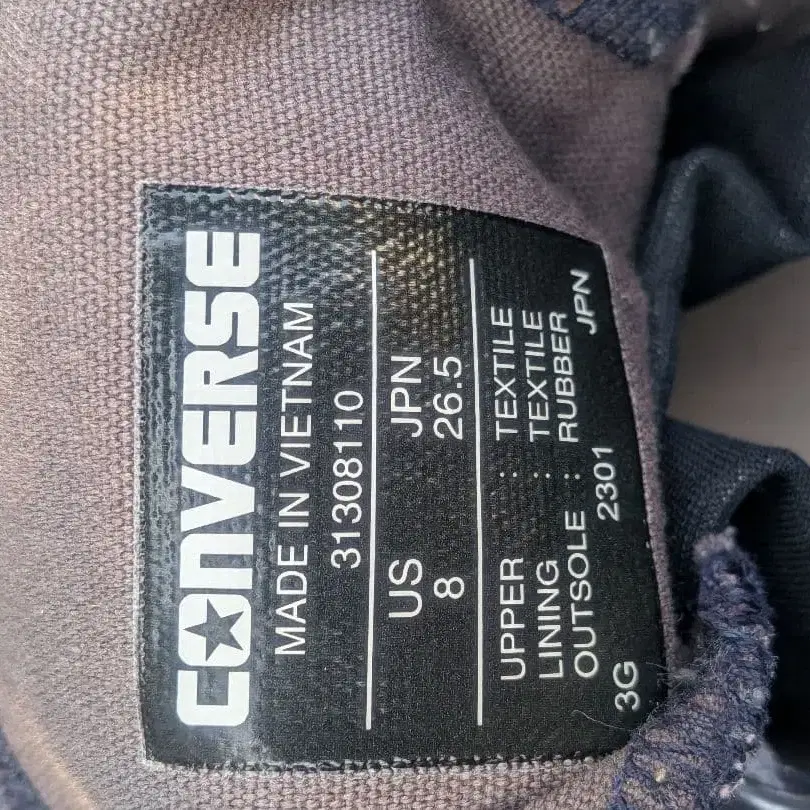 CONVERSE
MADE IN VIETNAM
31308110
US JPN
8 26.5
UPPER : TEXTILE
LINING : TEXTILE
OUTSOLE : RUBBER
3G 2301 JPN